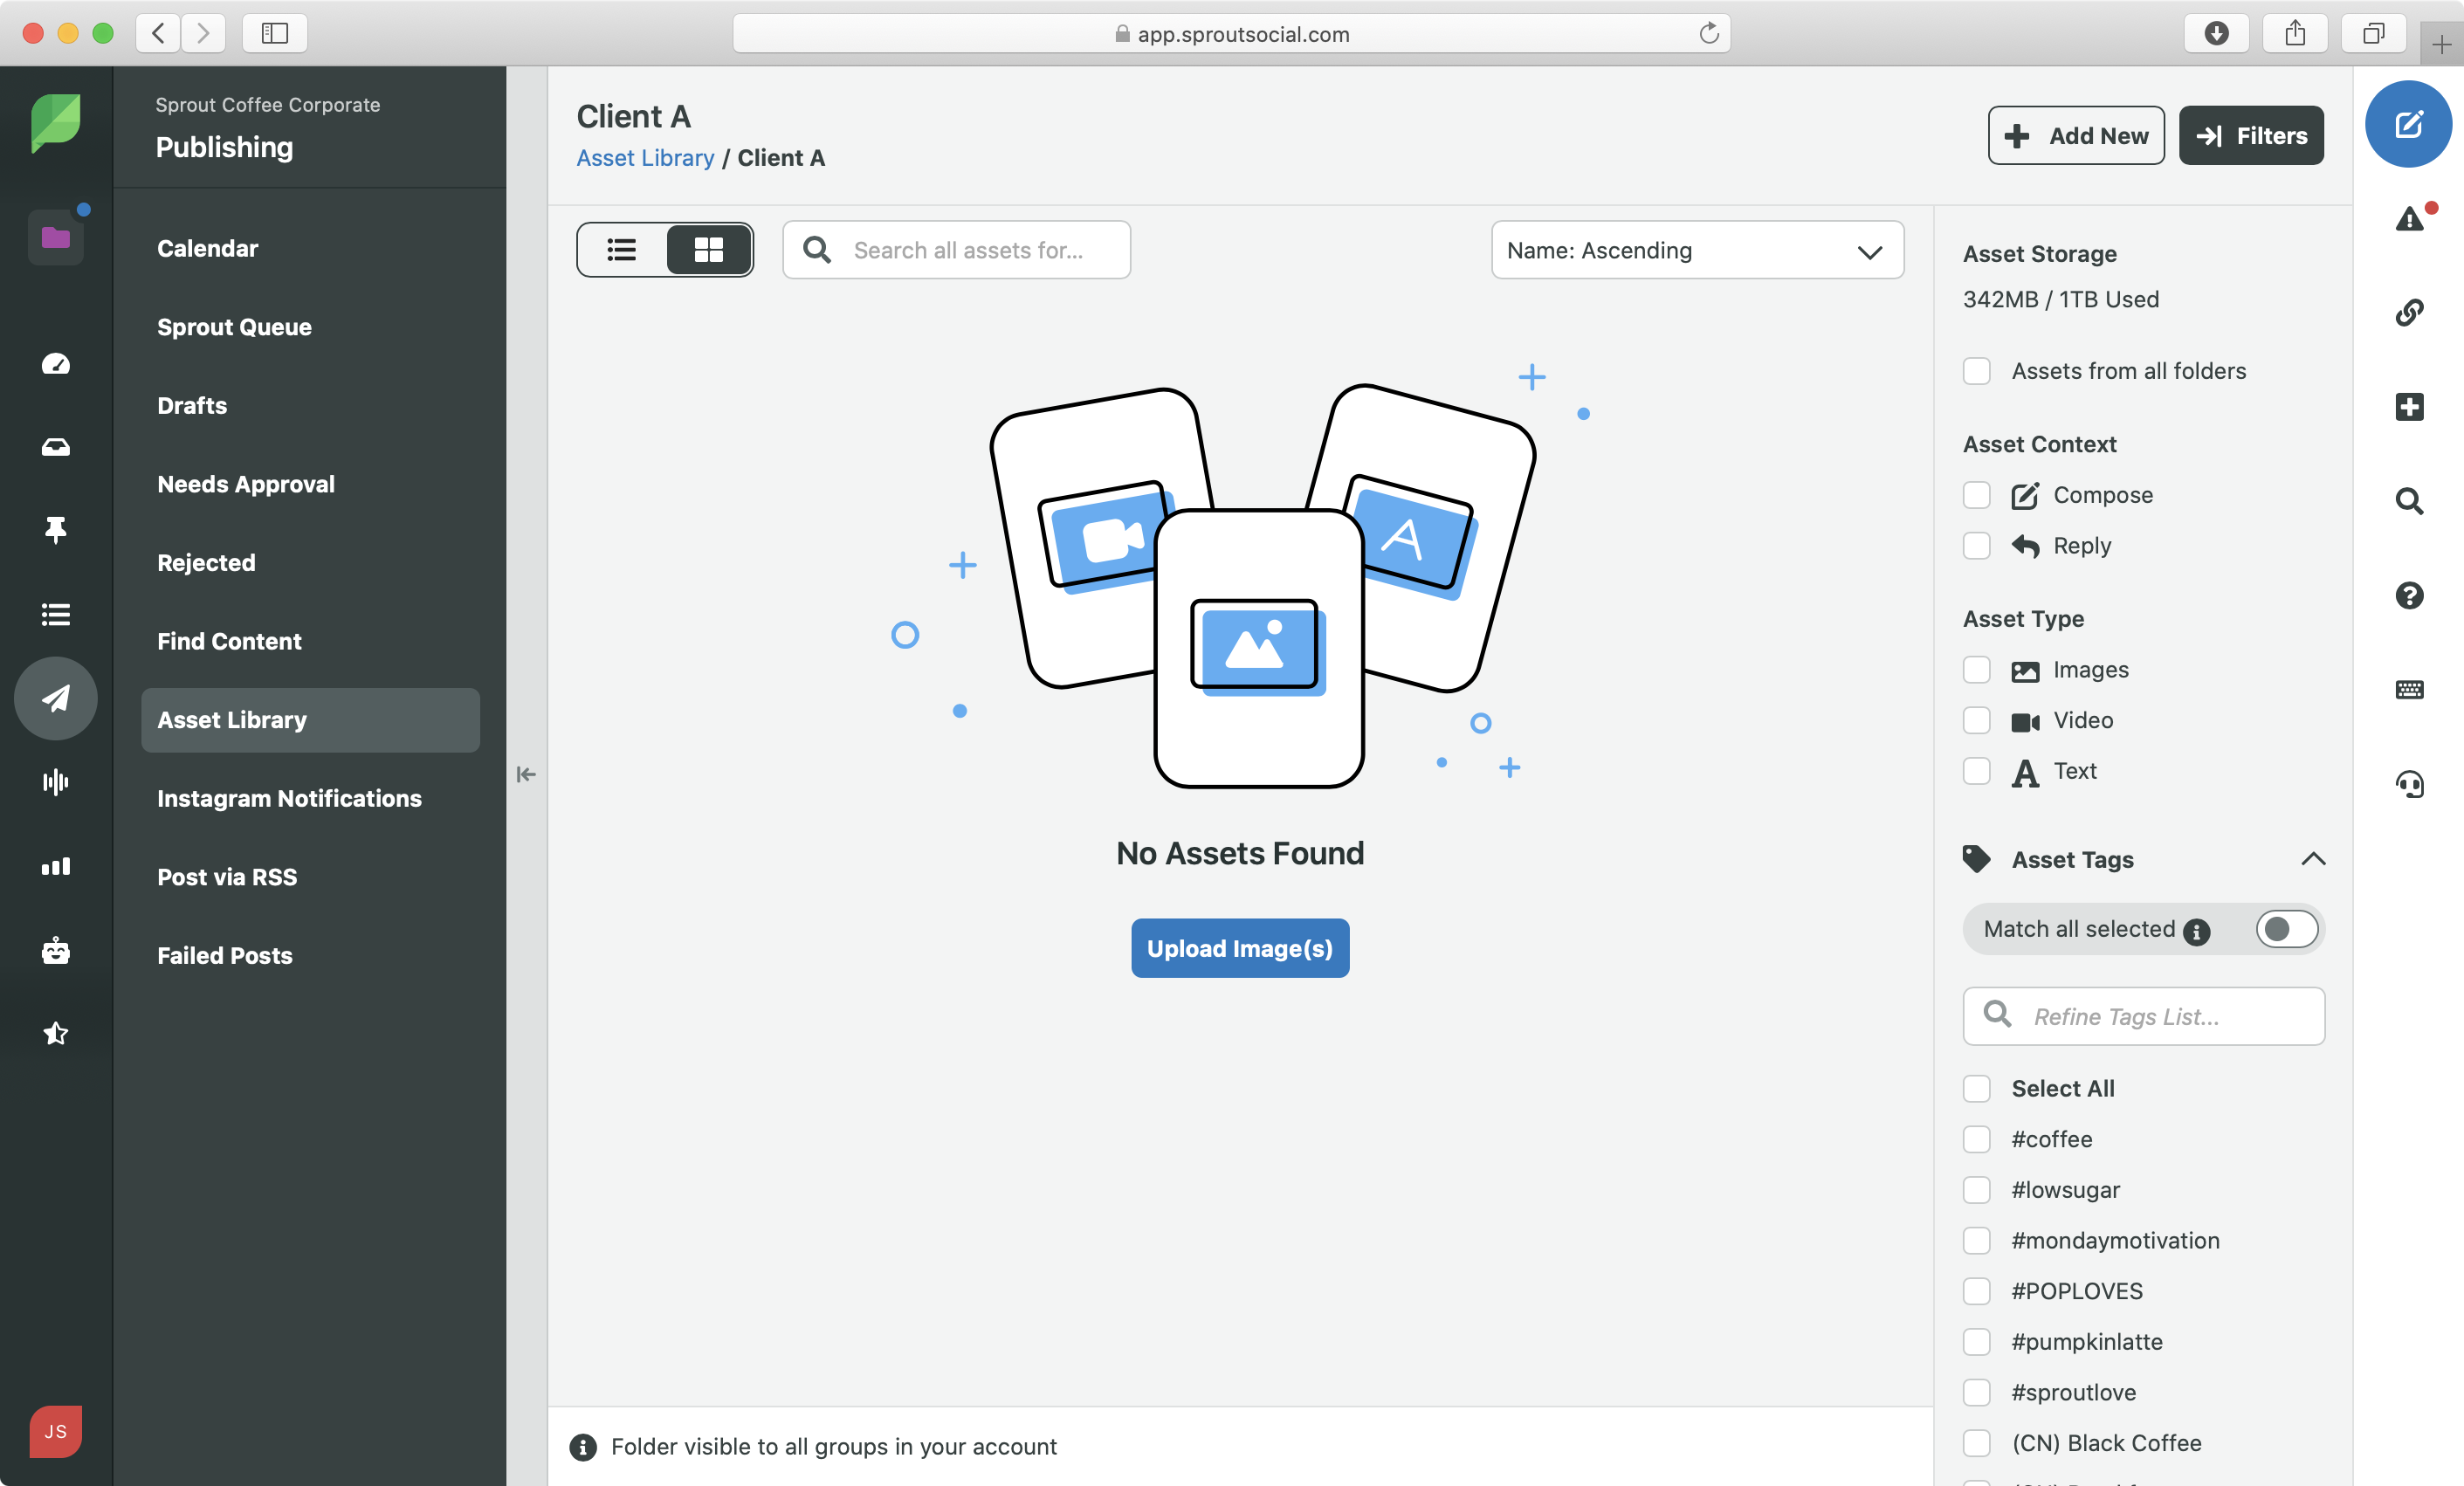 app.sproutsocial.com
Sprout Coffee Corporate
Publishing
Calendar
Sprout Queue
Drafts
Needs Approval
Rejected
Find Content
Asset Library
Instagram Notifications
Post via RSS
Failed Posts
JS
Client A
Asset Library / Client A
Add New
Filters
Search all assets for...
Name: Ascending
A
No Assets Found
Upload Image(s)
Folder visible to all groups in your account
Asset Storage
342MB / 1TB Used
Assets from all folders
Asset Context
Compose
Reply
Asset Type
Images
Video
A Text
Asset Tags
Match all selected
Refine Tags List...
Select All
#coffee
#lowsugar
#mondaymotivation
#POPLOVES
#pumpkinlatte
#sproutlove
(CN) Black Coffee